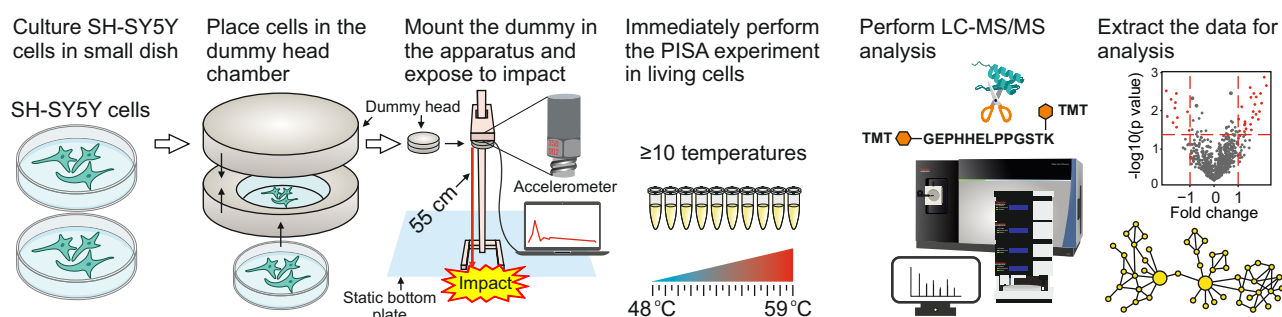 Culture SH-SY5Y
cells in small dish
SH-SY5Y cells
Place cells in the
dummy head
chamber
Mount the dummy in
the apparatus and
expose to impact
Dummy head
Accelerometer
55 cm
Impact
Static bottom
plate
Immediately perform
the PISA experiment
in living cells
≥10 temperatures
48 °C
59 °C
Perform LC-MS/MS
analysis
TMT
TMT
GEPHHELPPGSTK
Extract the data for
analysis
-log10(p value)
3
2
1
0
−1
0
1
Fold change